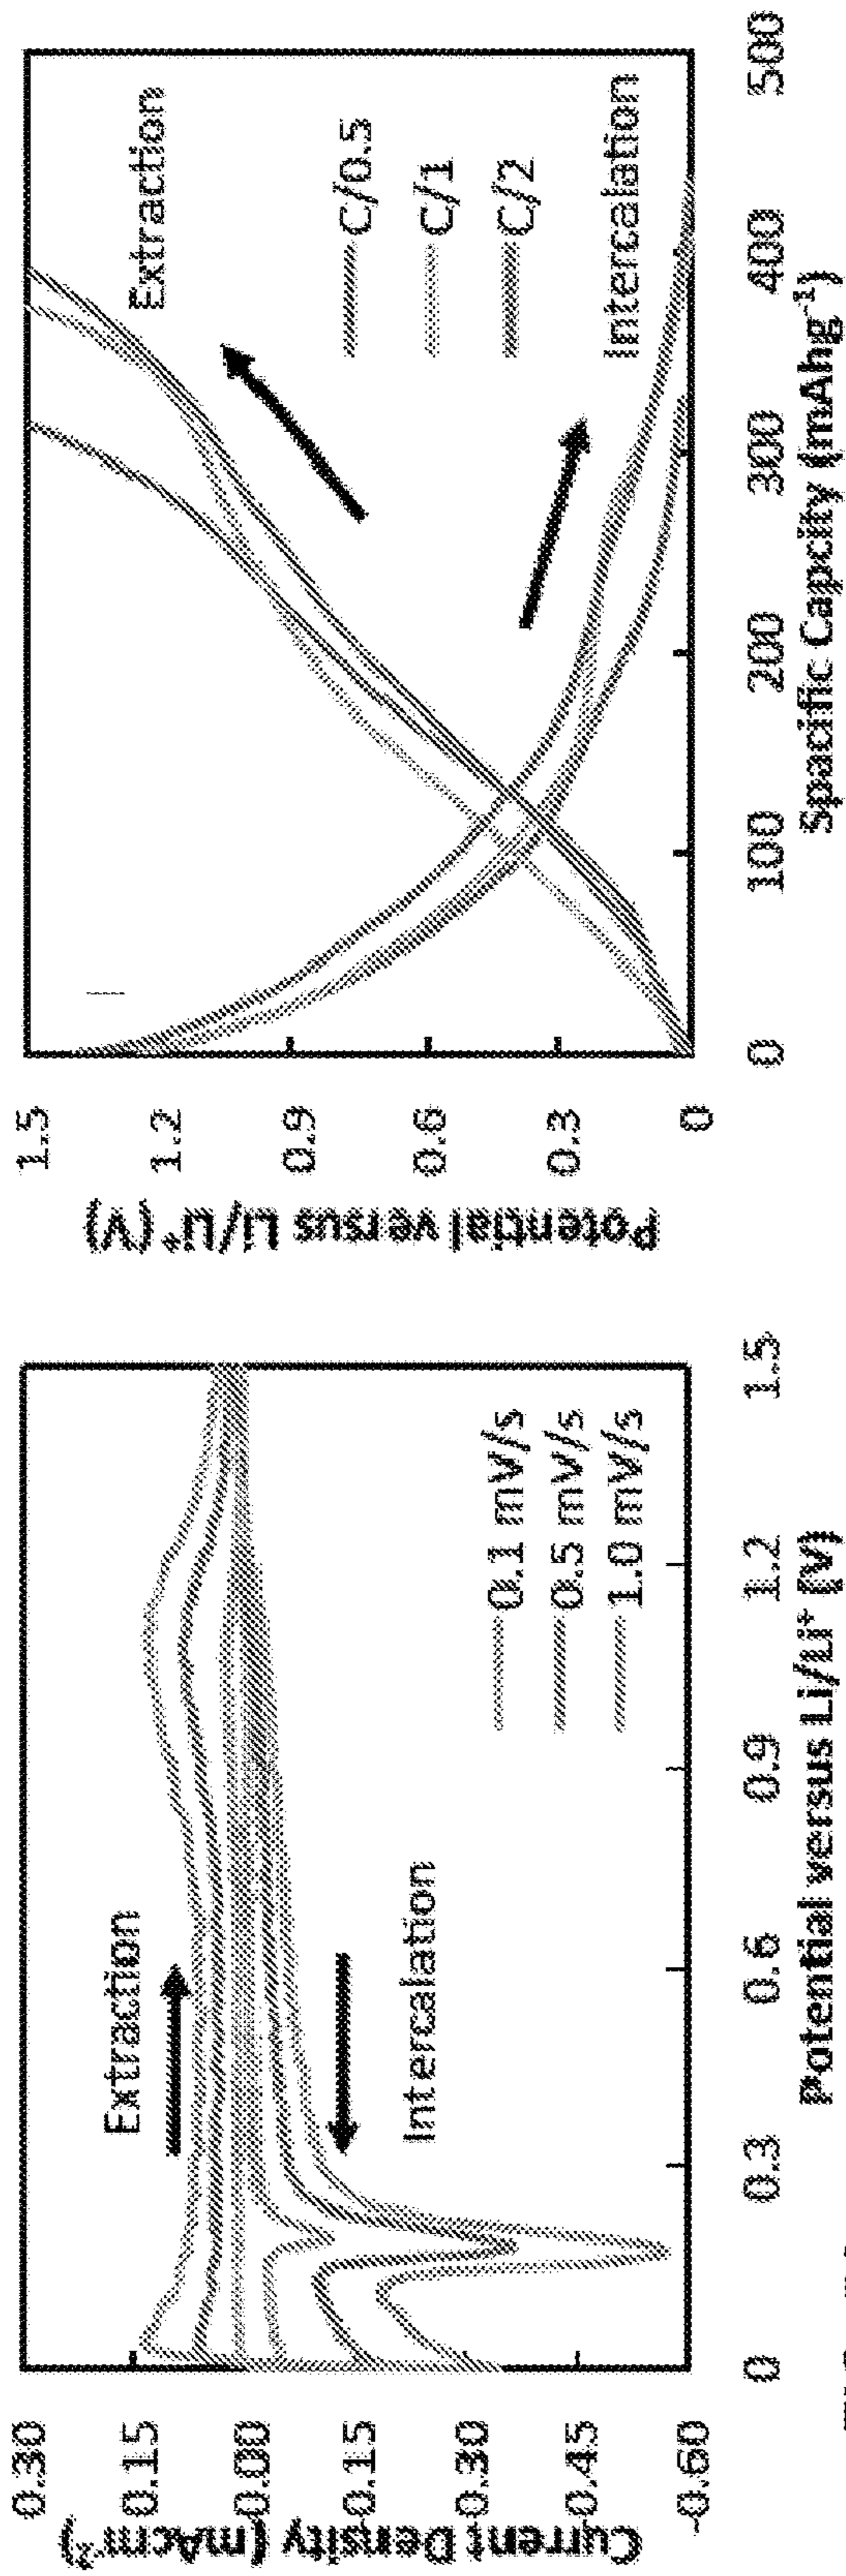 Current Density (mAcm⁻²)
0.30
0.15
0.00
-0.15
-0.30
-0.45
-0.60
Extraction
Intercalation
0.1 mV/s
0.5 mV/s
1.0 mV/s
0
0.3
0.6
0.9
1.2
1.5
Potential versus Li/Li⁺ (V)
Potential versus Li/Li⁺ (V)
1.5
1.2
0.9
0.6
0.3
0
Extraction
C/0.5
C/1
C/2
Intercalation
0
100
200
300
400
500
Spacific Capcity (mAhg⁻¹)